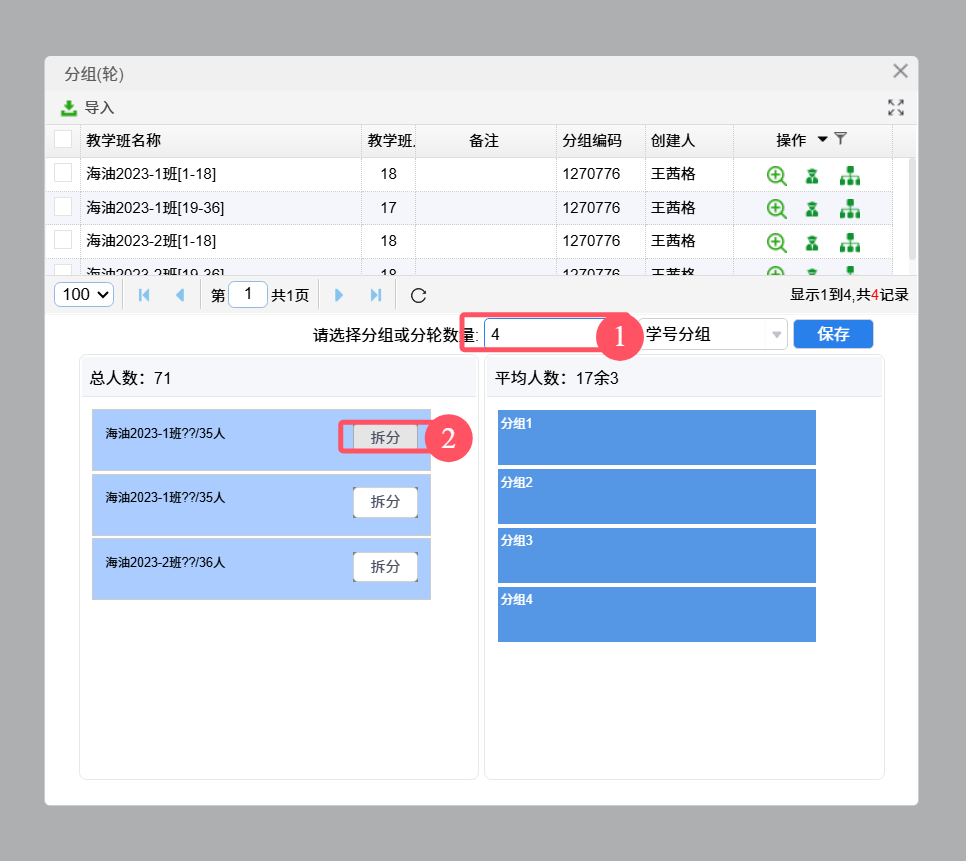 分组(轮)
导入
教学班名称 教学班 备注 分组编码 创建人 操作
海油2023-1班[1-18] 18 1270776 王茜格
海油2023-1班[19-36] 17 1270776 王茜格
海油2023-2班[1-18] 18 1270776 王茜格
海油2023-2班[19-36] 18 1270776 王茜格
100 第 1 共1页 显示1到4,共4记录
请选择分组或分轮数量: 4 1 学号分组 保存
总人数：71
平均人数：17余3
海油2023-1班??/35人 拆分 2
海油2023-1班??/35人 拆分
海油2023-2班??/36人 拆分
分组1
分组2
分组3
分组4